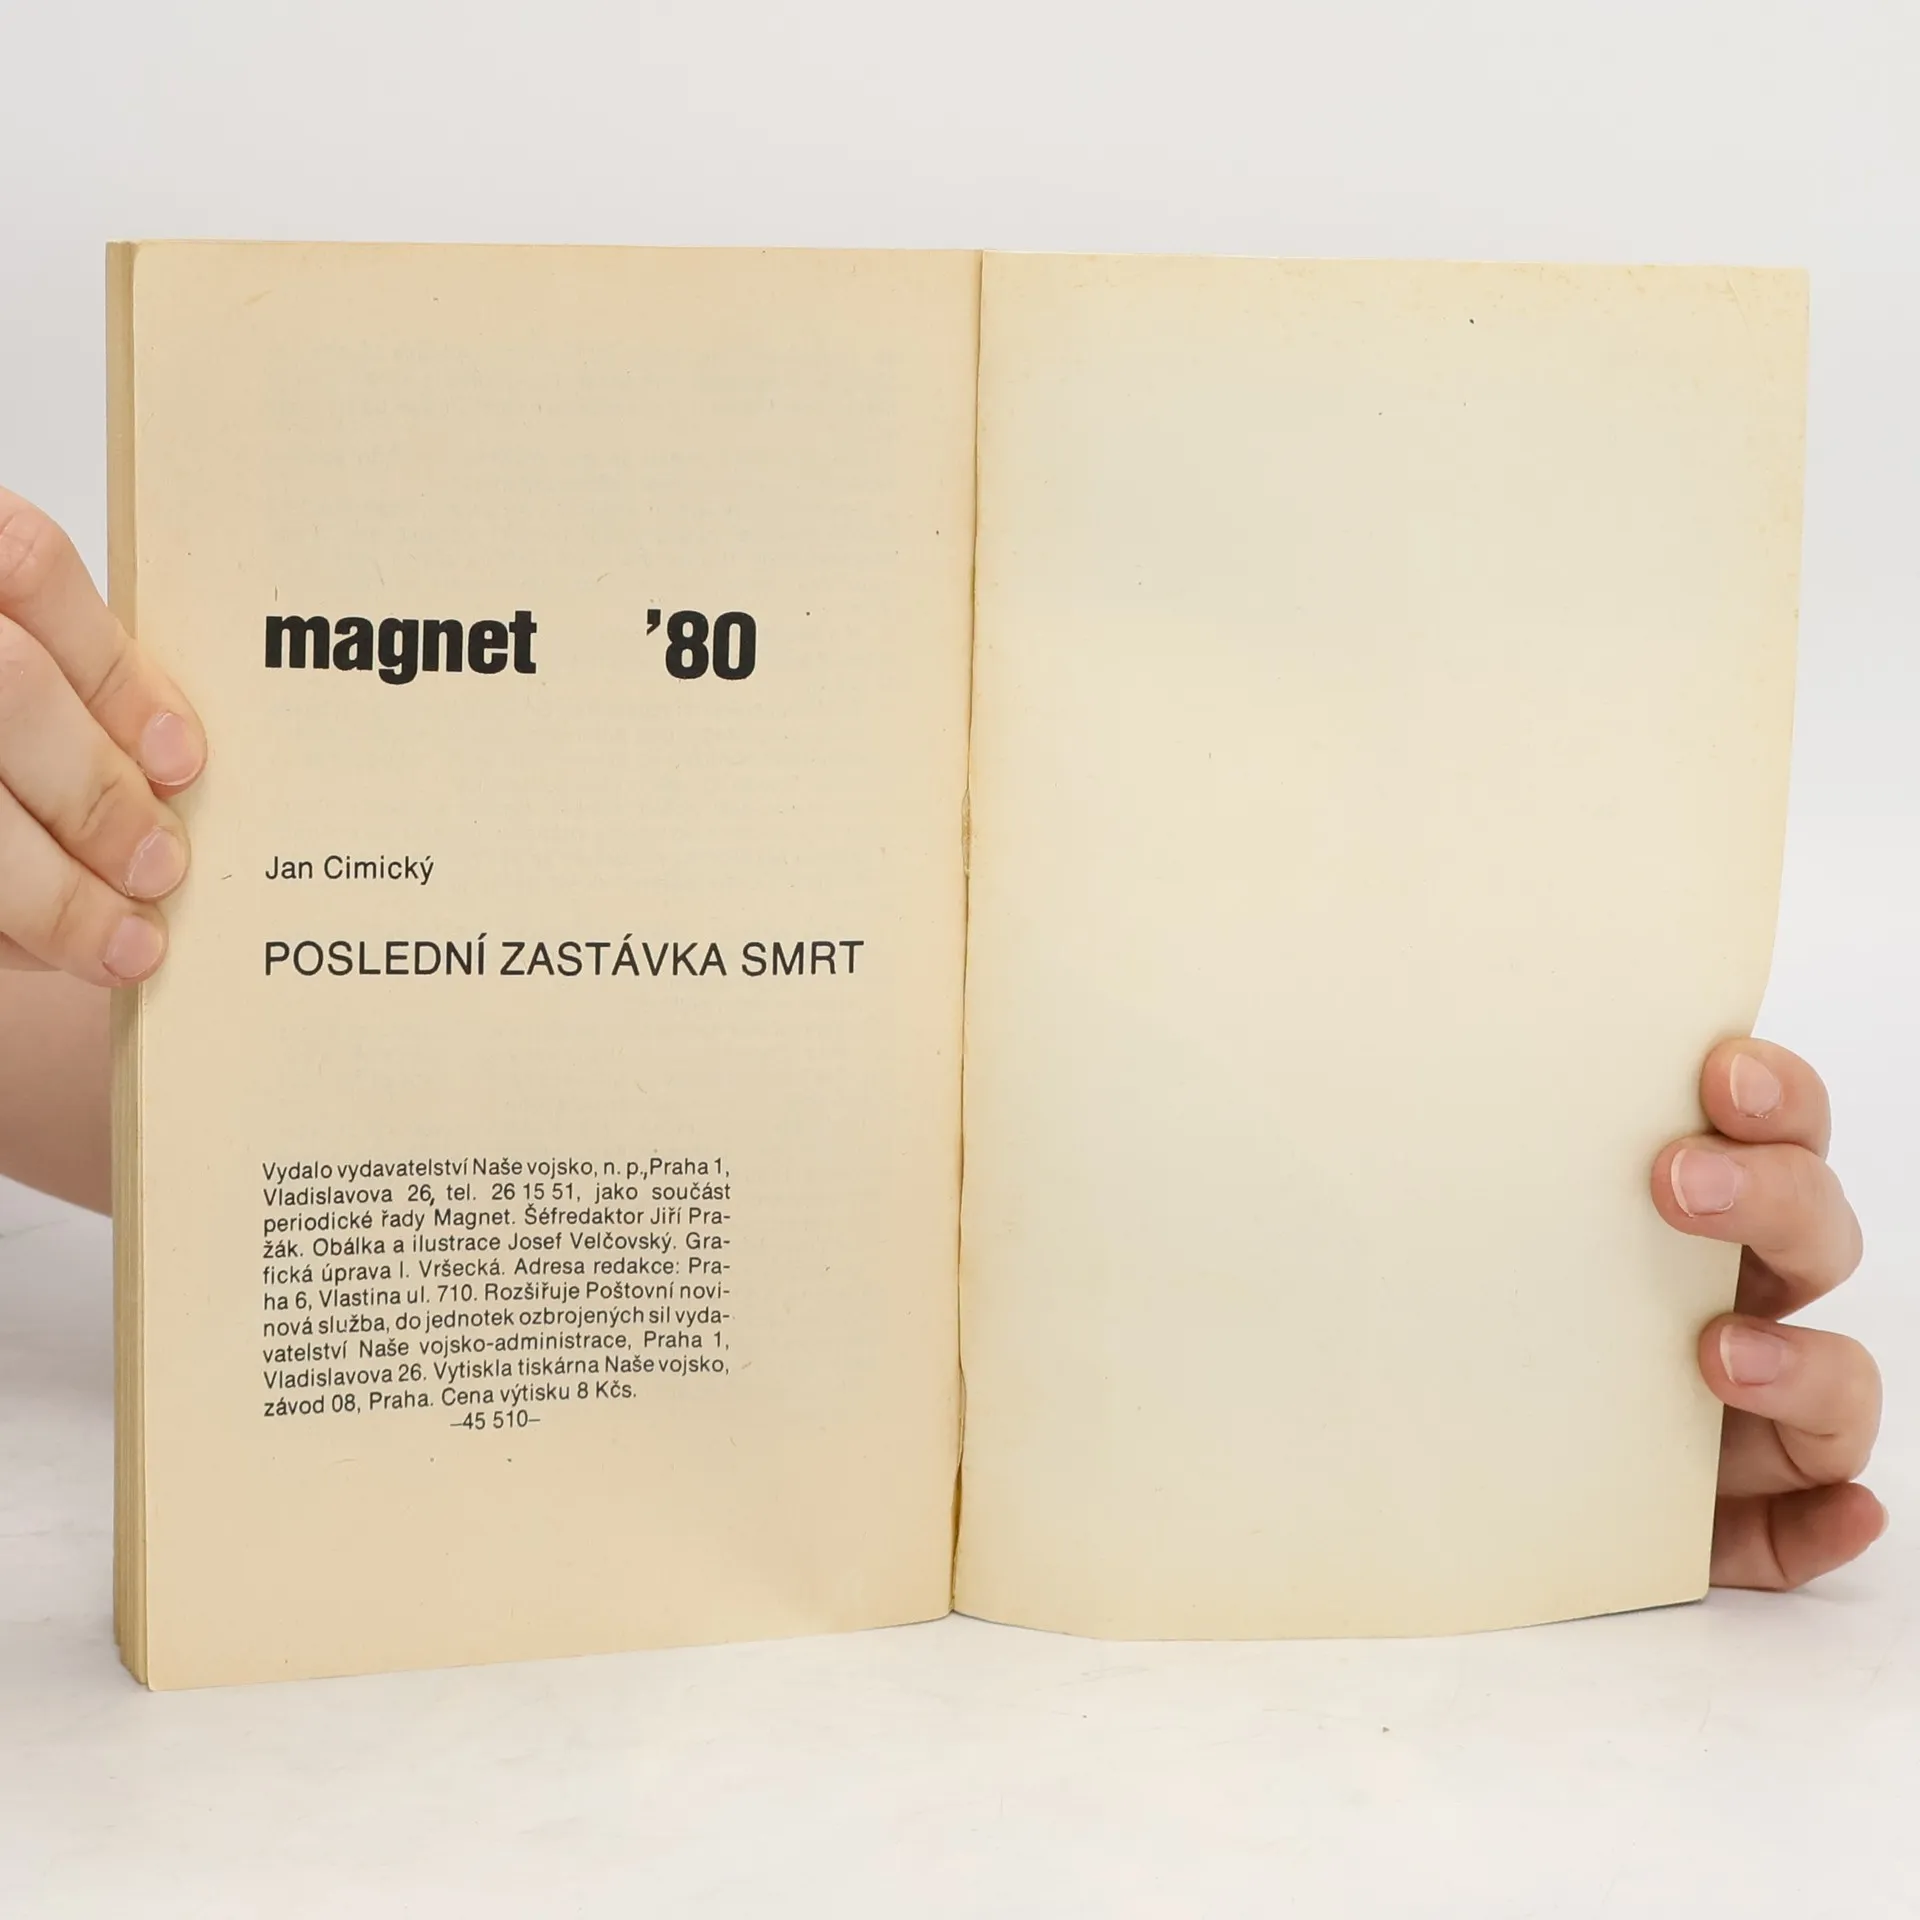 magnet ’80
Jan Cimický
POSLEDNÍ ZASTÁVKA SMRT
Vydalo vydavatelství Naše vojsko, n. p., Praha 1,
Vladislavova 26, tel. 26 15 51, jako součást
periodické řady Magnet. Šéfredaktor Jiří Pra-
žák. Obálka a ilustrace Josef Velčovský. Gra-
fická úprava I. Vršecká. Adresa redakce: Pra-
ha 6, Vlastina ul. 710. Rozšiřuje Poštovní novi-
nová služba, do jednotek ozbrojených sil vyda-
vatelství Naše vojsko-administrace, Praha 1,
Vladislavova 26. Vytiskla tiskárna Naše vojsko,
závod 08, Praha. Cena výtisku 8 Kčs.
–45 510–